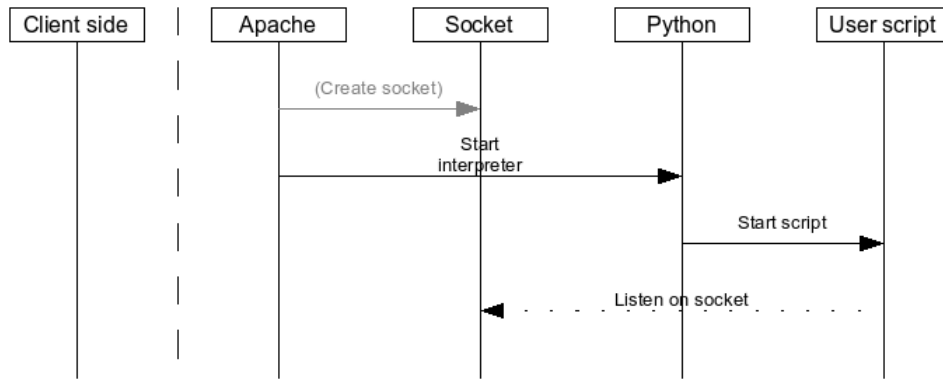 Client side
Apache
Socket
Python
User script
(Create socket)
Start
interpreter
Start script
Listen on socket